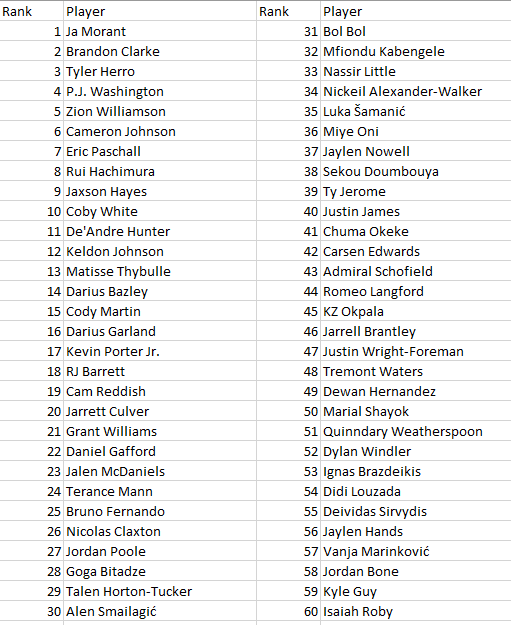 Rank Player Rank Player
1 Ja Morant 31 Bol Bol
2 Brandon Clarke 32 Mfiondu Kabengele
3 Tyler Herro 33 Nassir Little
4 P.J. Washington 34 Nickeil Alexander-Walker
5 Zion Williamson 35 Luka Šamanić
6 Cameron Johnson 36 Miye Oni
7 Eric Paschall 37 Jaylen Nowell
8 Rui Hachimura 38 Sekou Doumbouya
9 Jaxson Hayes 39 Ty Jerome
10 Coby White 40 Justin James
11 De'Andre Hunter 41 Chuma Okeke
12 Keldon Johnson 42 Carsen Edwards
13 Matisse Thybulle 43 Admiral Schofield
14 Darius Bazley 44 Romeo Langford
15 Cody Martin 45 KZ Okpala
16 Darius Garland 46 Jarrell Brantley
17 Kevin Porter Jr. 47 Justin Wright-Foreman
18 RJ Barrett 48 Tremont Waters
19 Cam Reddish 49 Dewan Hernandez
20 Jarrett Culver 50 Marial Shayok
21 Grant Williams 51 Quinndary Weatherspoon
22 Daniel Gafford 52 Dylan Windler
23 Jalen McDaniels 53 Ignas Brazdeikis
24 Terance Mann 54 Didi Louzada
25 Bruno Fernando 55 Deividas Sirvydis
26 Nicolas Claxton 56 Jaylen Hands
27 Jordan Poole 57 Vanja Marinković
28 Goga Bitadze 58 Jordan Bone
29 Talen Horton-Tucker 59 Kyle Guy
30 Alen Smailagić 60 Isaiah Roby